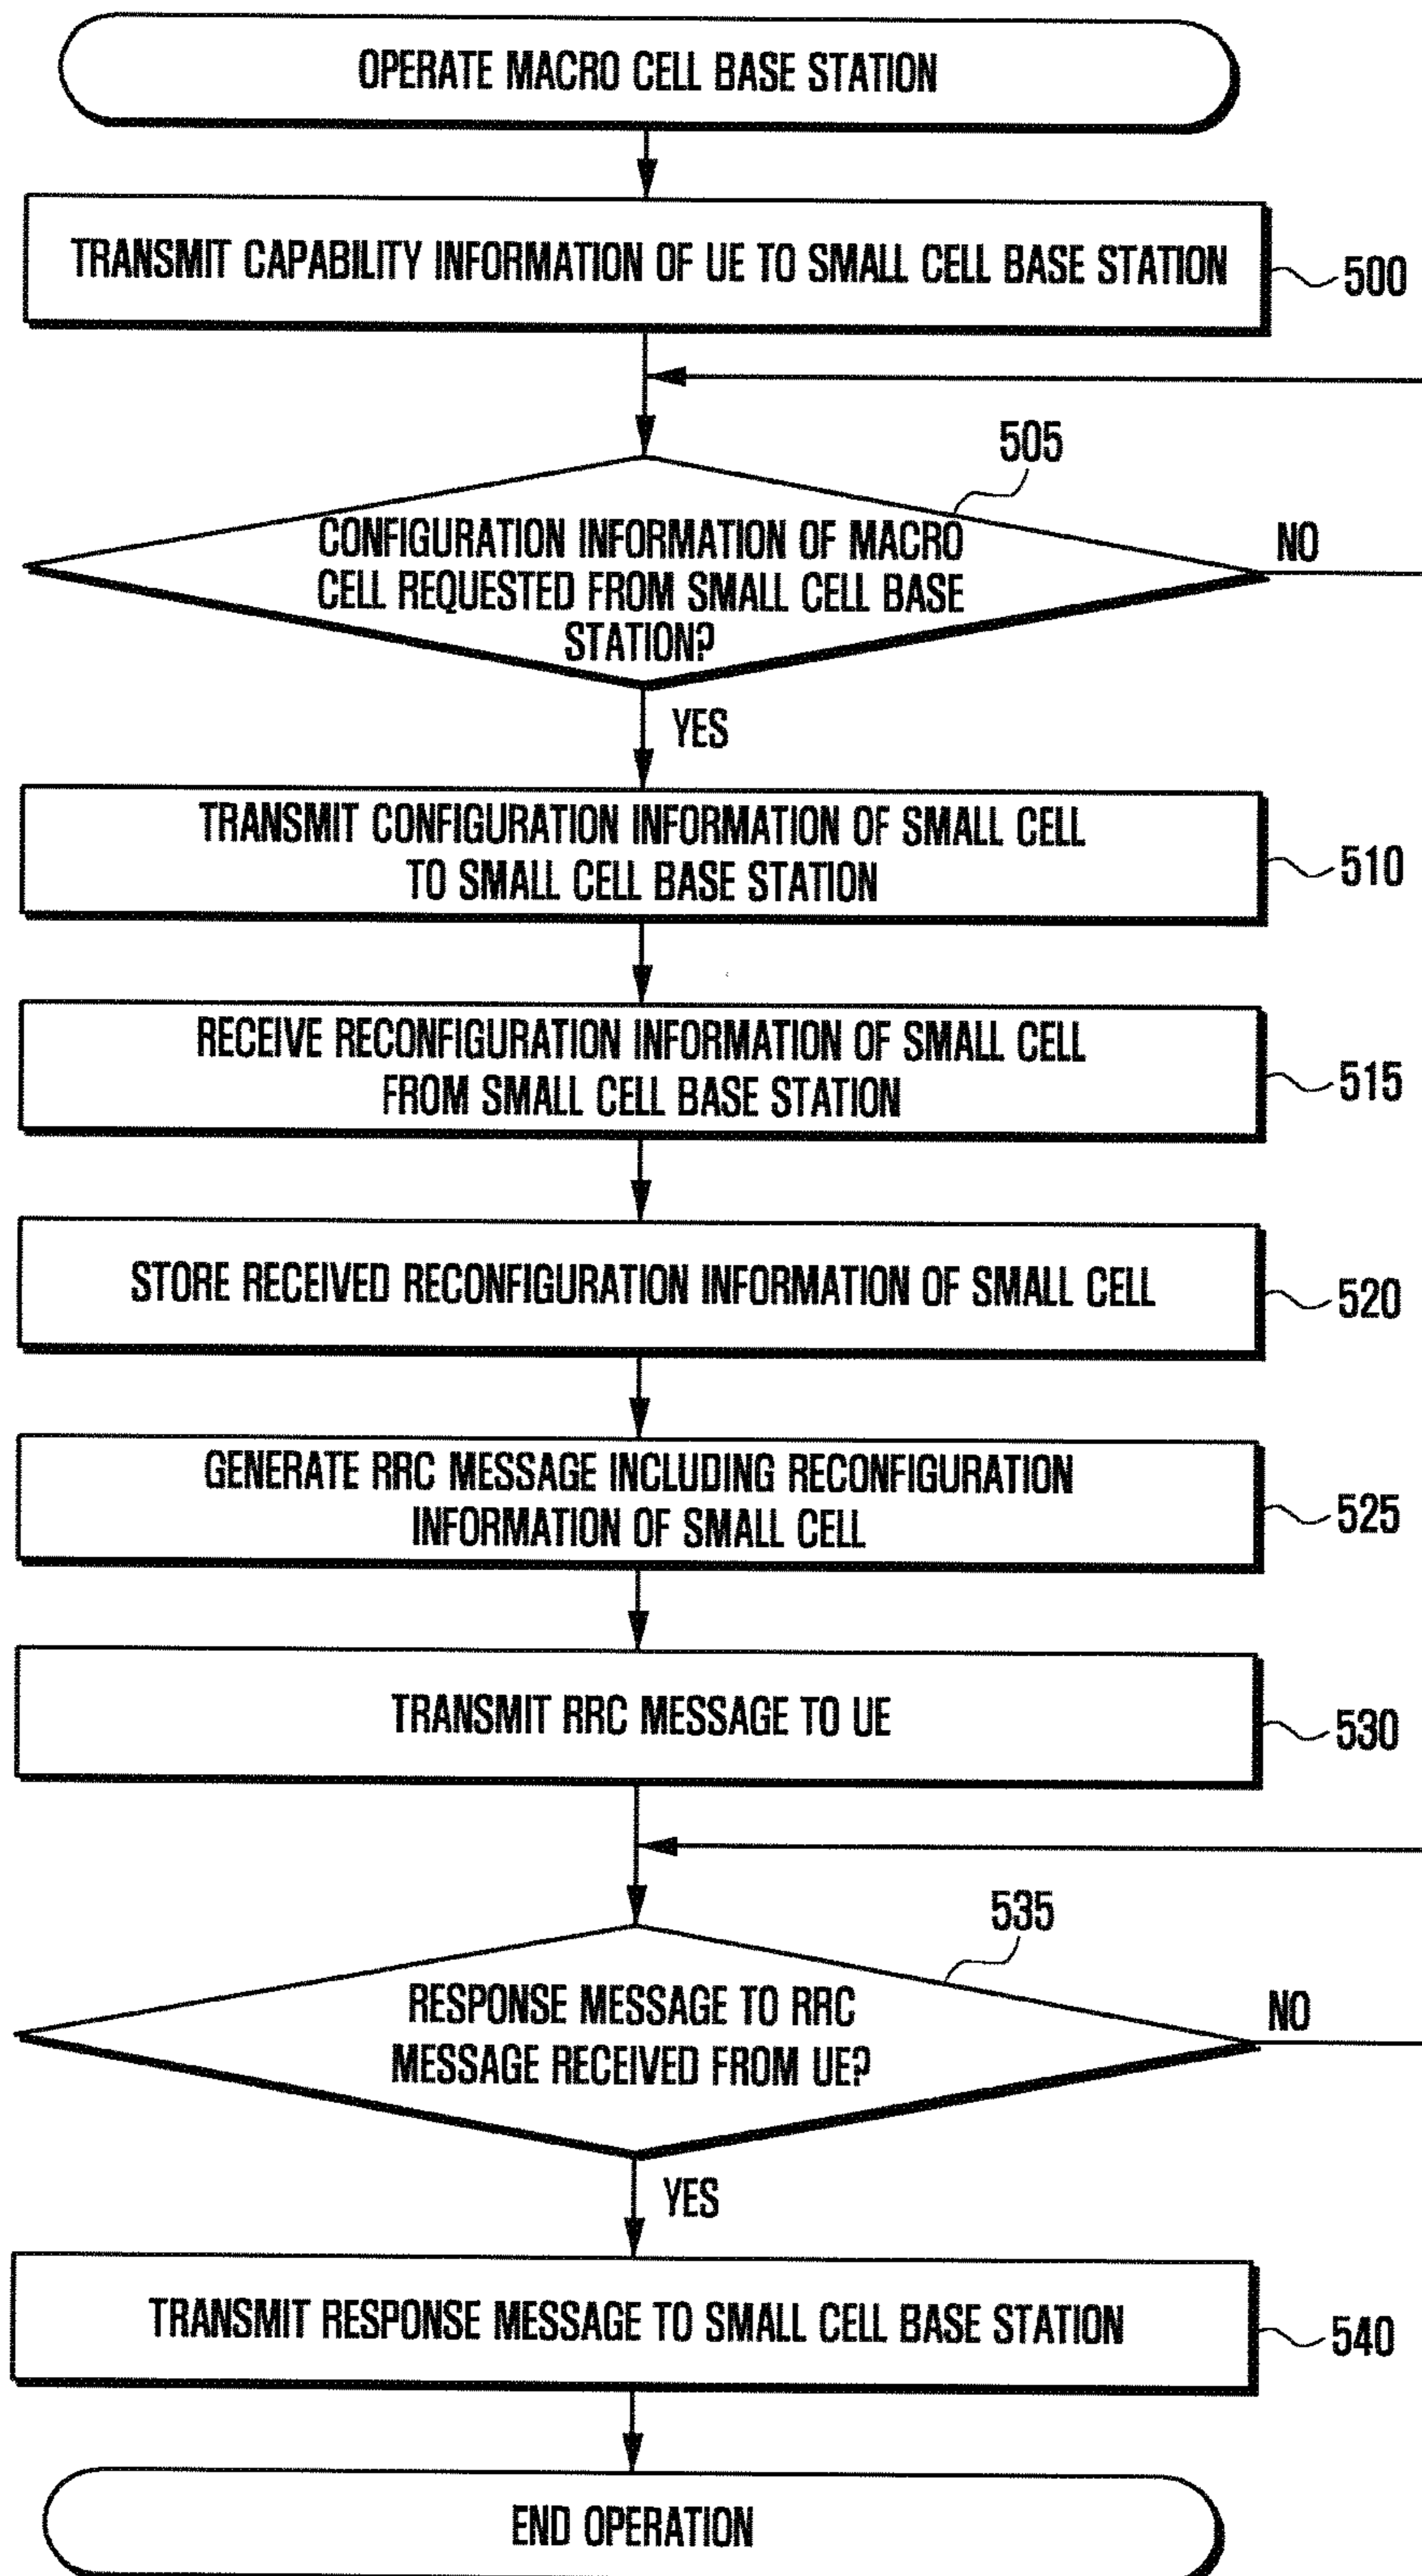 OPERATE MACRO CELL BASE STATION
TRANSMIT CAPABILITY INFORMATION OF UE TO SMALL CELL BASE STATION
500
505
CONFIGURATION INFORMATION OF MACRO
CELL REQUESTED FROM SMALL CELL BASE
STATION?
NO
YES
TRANSMIT CONFIGURATION INFORMATION OF SMALL CELL
TO SMALL CELL BASE STATION
510
RECEIVE RECONFIGURATION INFORMATION OF SMALL CELL
FROM SMALL CELL BASE STATION
515
STORE RECEIVED RECONFIGURATION INFORMATION OF SMALL CELL
520
GENERATE RRC MESSAGE INCLUDING RECONFIGURATION
INFORMATION OF SMALL CELL
525
TRANSMIT RRC MESSAGE TO UE
530
535
RESPONSE MESSAGE TO RRC
MESSAGE RECEIVED FROM UE?
NO
YES
TRANSMIT RESPONSE MESSAGE TO SMALL CELL BASE STATION
540
END OPERATION